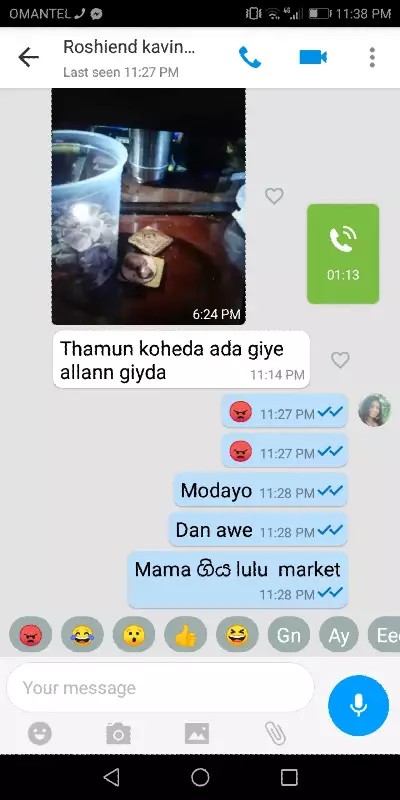 OMANTEL 4G 11:38 PM
Roshiend kavin...
Last seen 11:27 PM
6:24 PM
01:13
Thamun koheda ada giye
allann giyda 11:14 PM
11:27 PM
11:27 PM
Modayo 11:28 PM
Dan awe 11:28 PM
Mama ගිය lulu market
11:28 PM
Gn Ay Eee
Your message